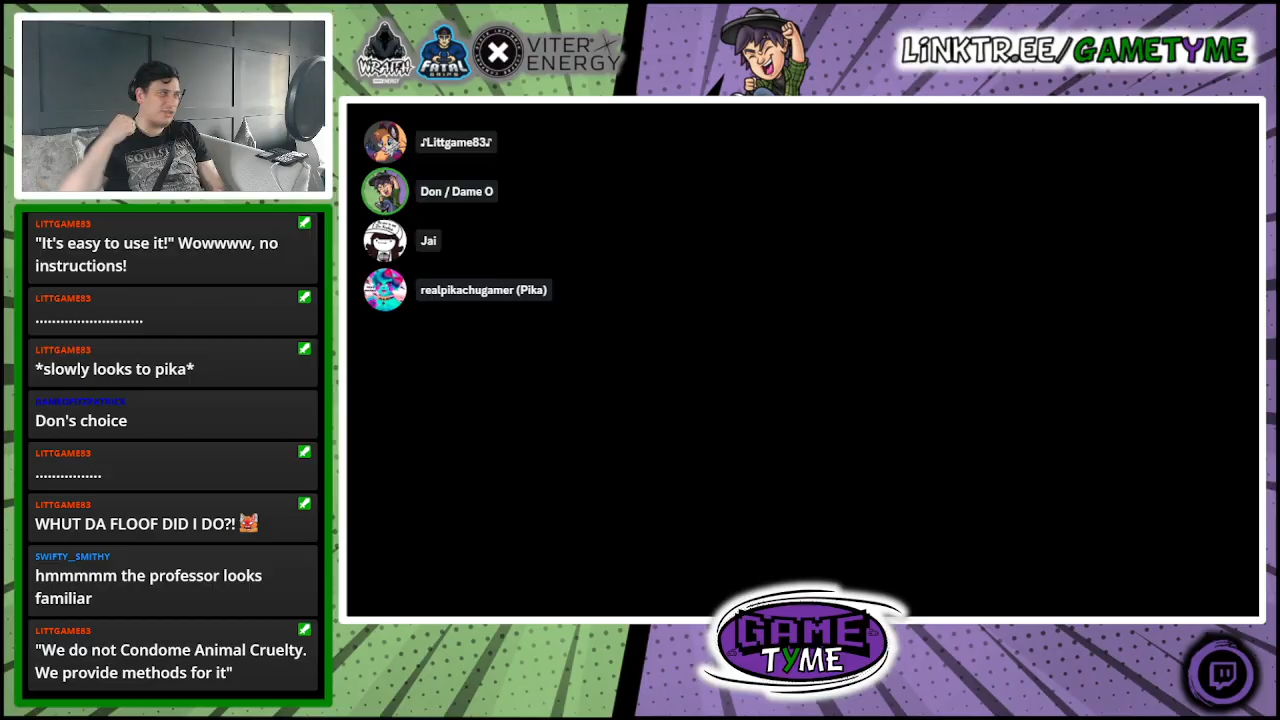 WRAITH
FATAL
GRIPS
VITER
ENERGY
LINKTR.EE/GAMETYME
LITTGAME83
"It's easy to use it!" Wowwww, no
instructions!
LITTGAME83
..........................
LITTGAME83
*slowly looks to pika*
Don's choice
LITTGAME83
................
LITTGAME83
WHUT DA FLOOF DID I DO?!
SWIFTY__SMITHY
hmmmmm the professor looks
familiar
LITTGAME83
"We do not Condome Animal Cruelty.
We provide methods for it"
♪Littgame83♪
Don / Dame O
Jai
realpikachugamer (Pika)
GAME
TYME